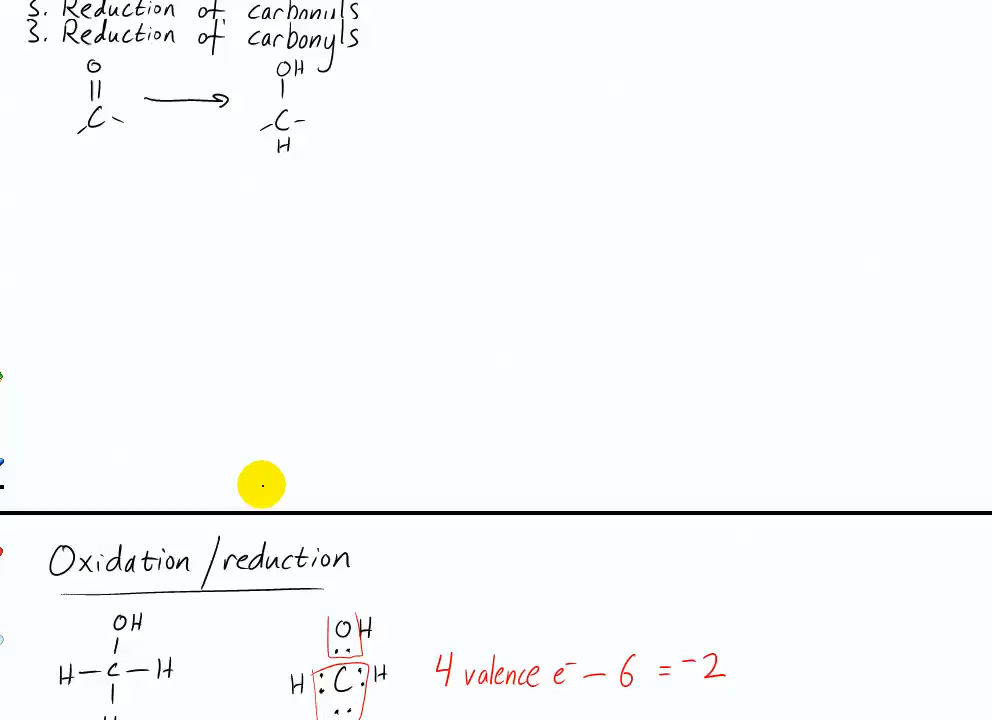 3. Reduction of carbonyls
3. Reduction of carbonyls
O OH
C C
H
Oxidation/reduction
OH OH
H-C-H H:C:H 4 valence e⁻ - 6 = -2
H